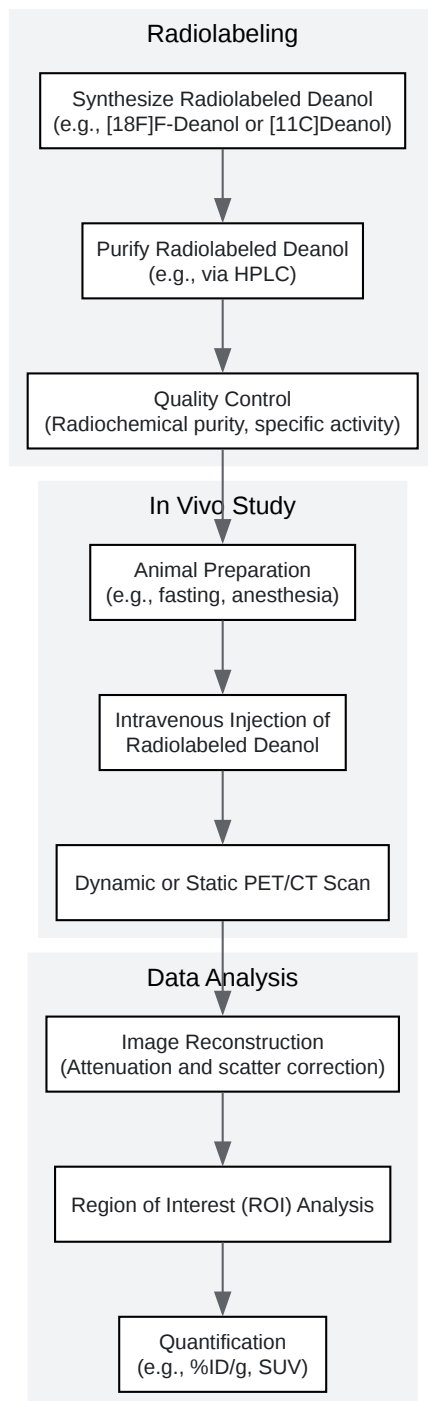 Radiolabeling
Synthesize Radiolabeled Deanol
(e.g., [18F]F-Deanol or [11C]Deanol)
Purify Radiolabeled Deanol
(e.g., via HPLC)
Quality Control
(Radiochemical purity, specific activity)
In Vivo Study
Animal Preparation
(e.g., fasting, anesthesia)
Intravenous Injection of
Radiolabeled Deanol
Dynamic or Static PET/CT Scan
Data Analysis
Image Reconstruction
(Attenuation and scatter correction)
Region of Interest (ROI) Analysis
Quantification
(e.g., %ID/g, SUV)